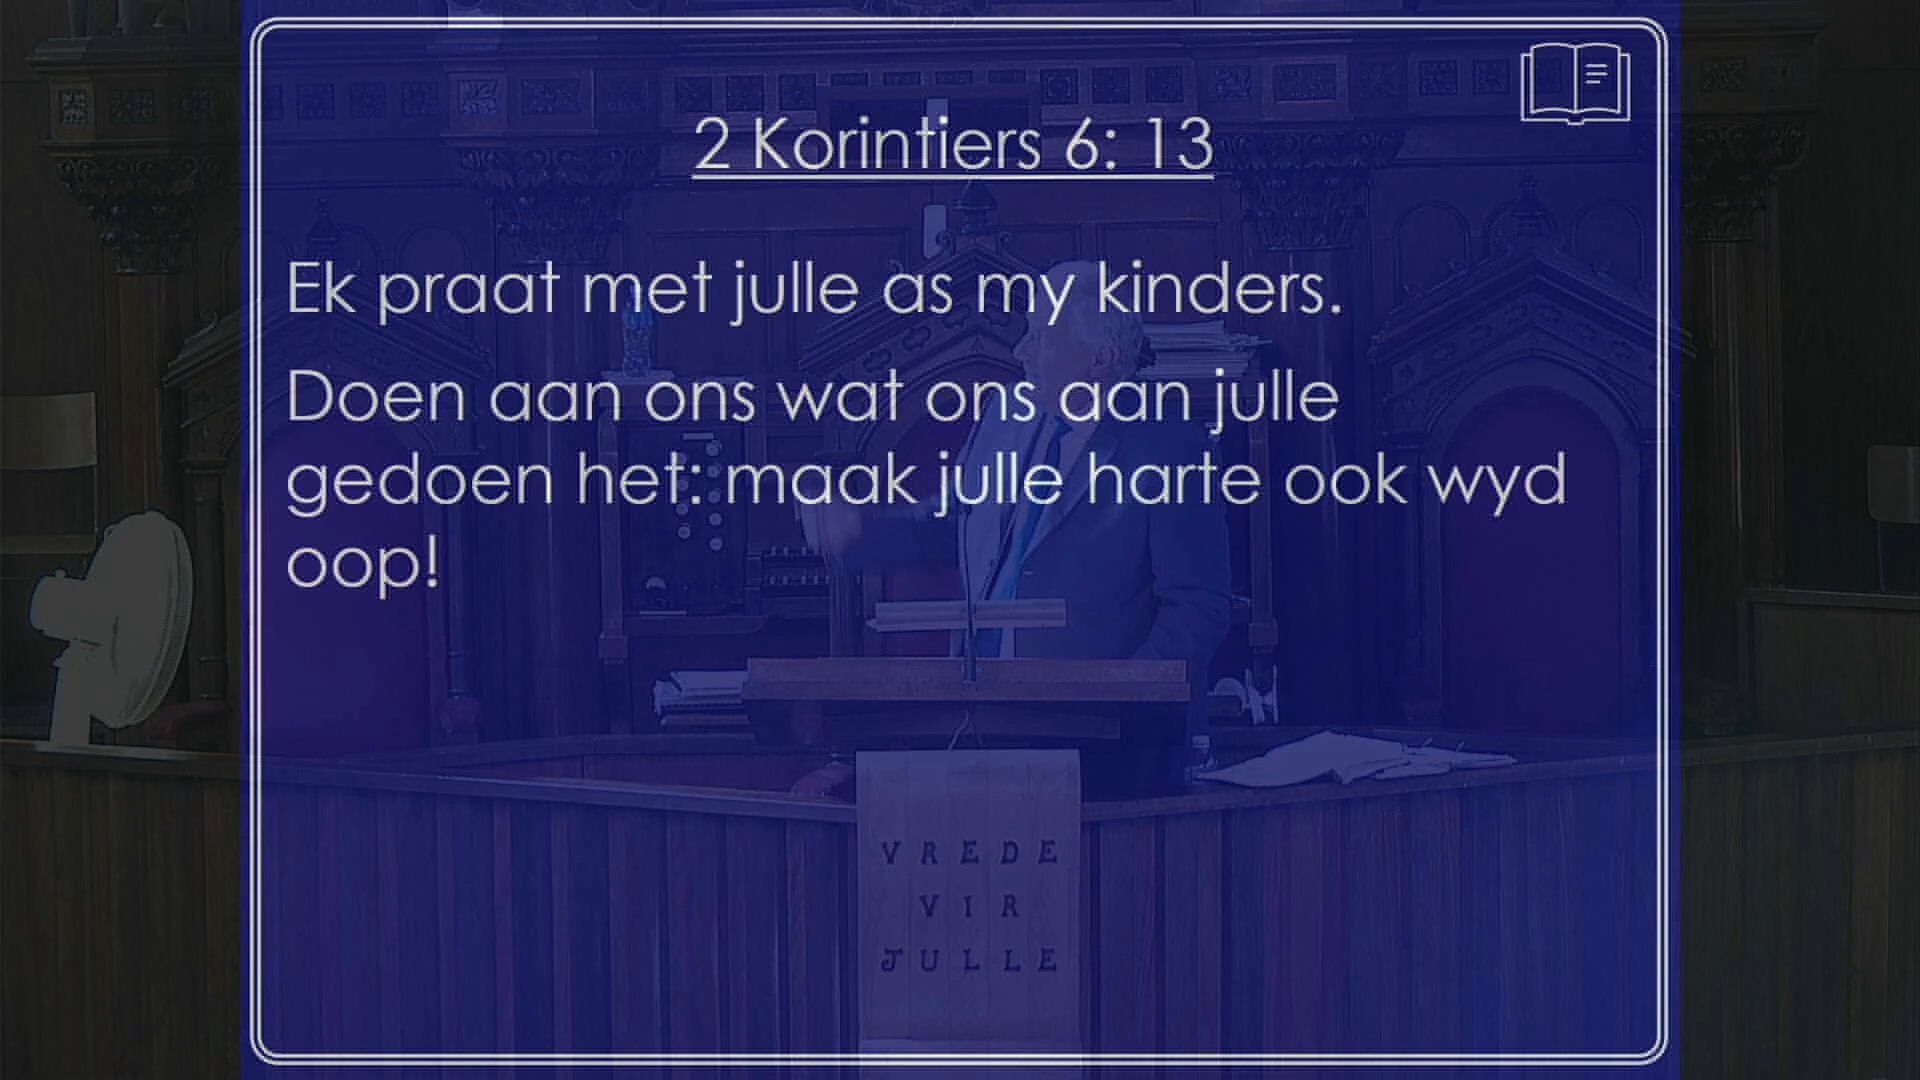 2 Korintiers 6: 13
Ek praat met julle as my kinders.
Doen aan ons wat ons aan julle
gedoen het: maak julle harte ook wyd
oop!
VREDE
VIR
JULLE